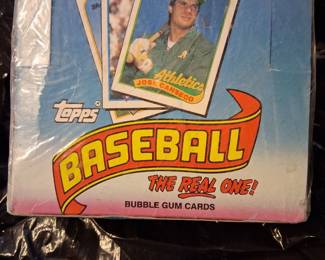 Athletics
JOSE CANSECO
Topps
BASEBALL
THE REAL ONE!
BUBBLE GUM CARDS